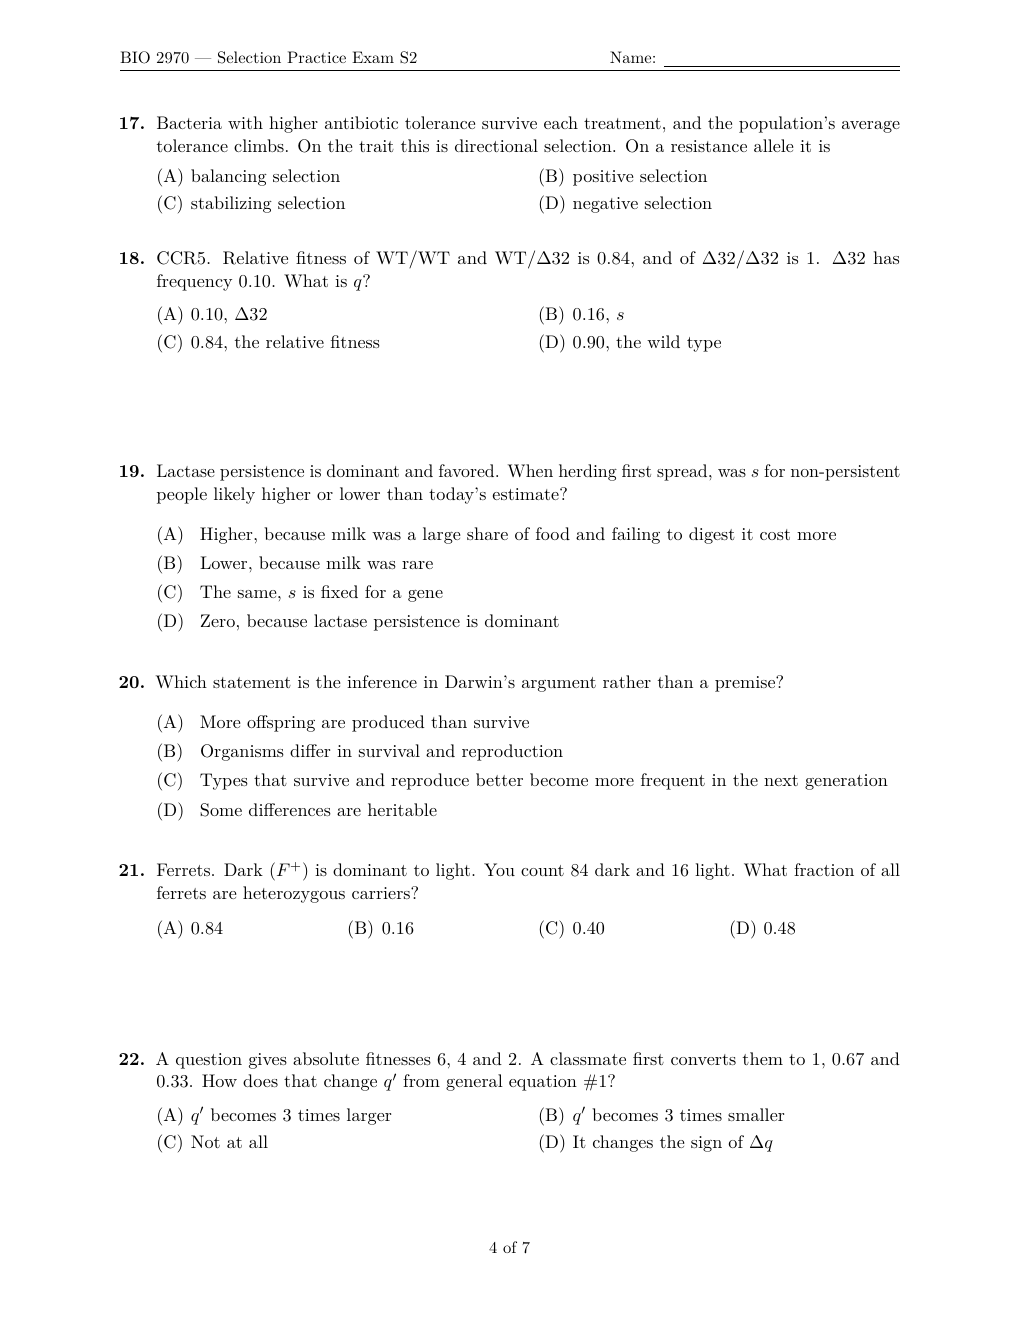 BIO 2970 — Selection Practice Exam S2 Name:
17. Bacteria with higher antibiotic tolerance survive each treatment, and the population's average
tolerance climbs. On the trait this is directional selection. On a resistance allele it is
(A) balancing selection (B) positive selection
(C) stabilizing selection (D) negative selection
18. CCR5. Relative fitness of WT/WT and WT/Δ32 is 0.84, and of Δ32/Δ32 is 1. Δ32 has
frequency 0.10. What is q?
(A) 0.10, Δ32 (B) 0.16, s
(C) 0.84, the relative fitness (D) 0.90, the wild type
19. Lactase persistence is dominant and favored. When herding first spread, was s for non-persistent
people likely higher or lower than today's estimate?
(A) Higher, because milk was a large share of food and failing to digest it cost more
(B) Lower, because milk was rare
(C) The same, s is fixed for a gene
(D) Zero, because lactase persistence is dominant
20. Which statement is the inference in Darwin's argument rather than a premise?
(A) More offspring are produced than survive
(B) Organisms differ in survival and reproduction
(C) Types that survive and reproduce better become more frequent in the next generation
(D) Some differences are heritable
21. Ferrets. Dark (F⁺) is dominant to light. You count 84 dark and 16 light. What fraction of all
ferrets are heterozygous carriers?
(A) 0.84 (B) 0.16 (C) 0.40 (D) 0.48
22. A question gives absolute fitnesses 6, 4 and 2. A classmate first converts them to 1, 0.67 and
0.33. How does that change q′ from general equation #1?
(A) q′ becomes 3 times larger (B) q′ becomes 3 times smaller
(C) Not at all (D) It changes the sign of Δq
4 of 7